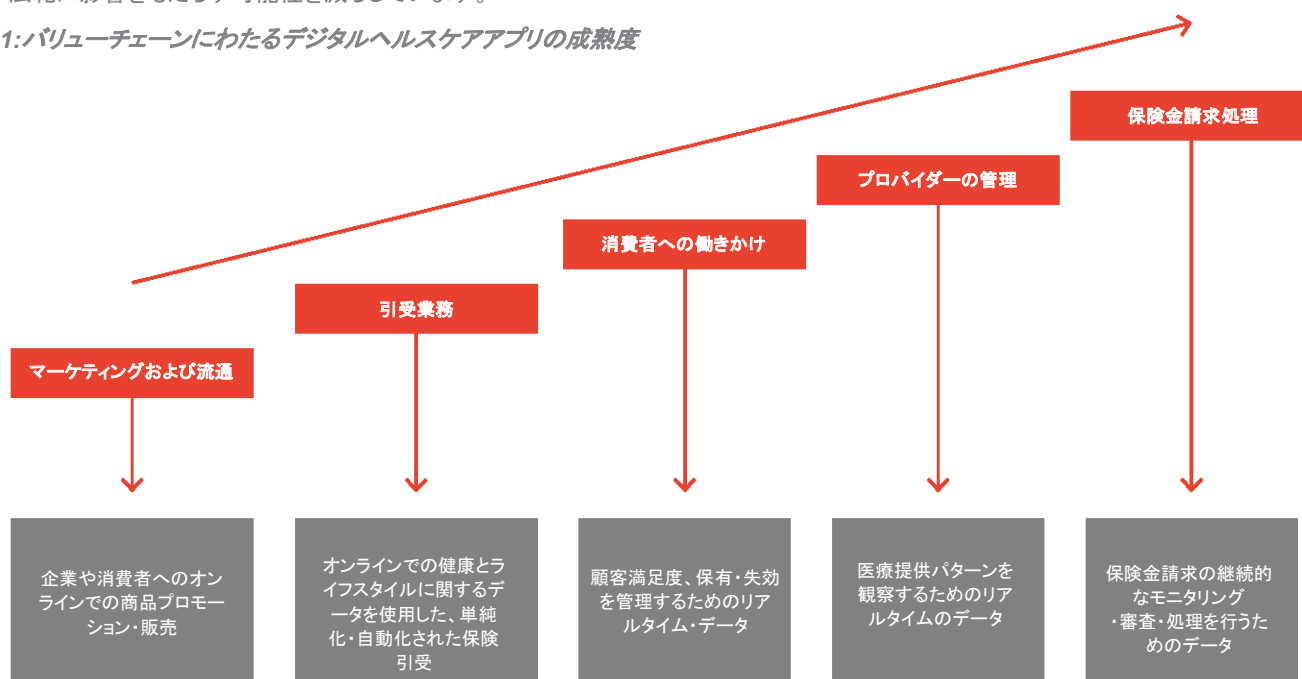 1:バリューチェーンにわたるデジタルヘルスケアアプリの成熟度
保険金請求処理
プロバイダーの管理
消費者への働きかけ
引受業務
マーケティングおよび流通
企業や消費者へのオン
ラインでの商品プロモー
ション・販売
オンラインでの健康とラ
イフスタイルに関するデ
ータを使用した、単純
化・自動化された保険
引受
顧客満足度、保有・失効
を管理するためのリア
ルタイム・データ
医療提供パターンを
観察するためのリア
ルタイムのデータ
保険金請求の継続的
なモニタリング
・審査・処理を行うた
めのデータ